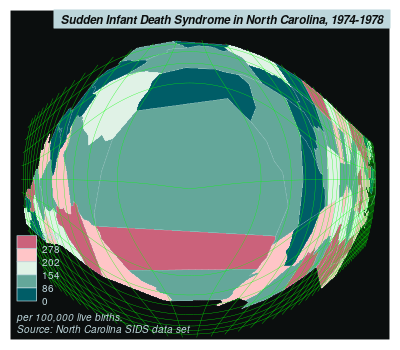 Sudden Infant Death Syndrome in North Carolina, 1974-1978
278
202
154
86
0
per 100,000 live births.
Source: North Carolina SIDS data set